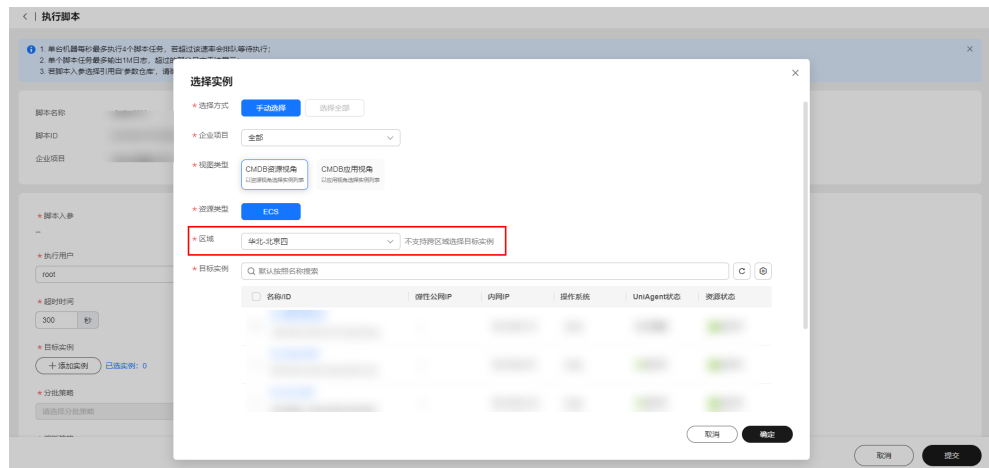 执行脚本
1. 单台机器每秒最多执行4个脚本任务，若超过该速率会排队等待执行；
2. 单个脚本任务最多输出1M日志，超过的
3. 若脚本入参选择引用自'参数仓库'，请
脚本名称
脚本ID
企业项目
* 脚本入参
--
* 执行用户
root
* 超时时间
300 秒
* 目标实例
+ 添加实例 已选实例：0
* 分批策略
请选择分批策略
选择实例
* 选择方式 手动选择 选择全部
* 企业项目 全部
* 视图类型 CMDB资源视角 CMDB应用视角
以资源视角选择实例列表 以应用视角选择实例列表
* 资源类型 ECS
* 区域 华北-北京四 不支持跨区域选择目标实例
* 目标实例 默认按照名称搜索
名称/ID 弹性公网IP 内网IP 操作系统 UniAgent状态 资源状态
取消 确定
取消 提交